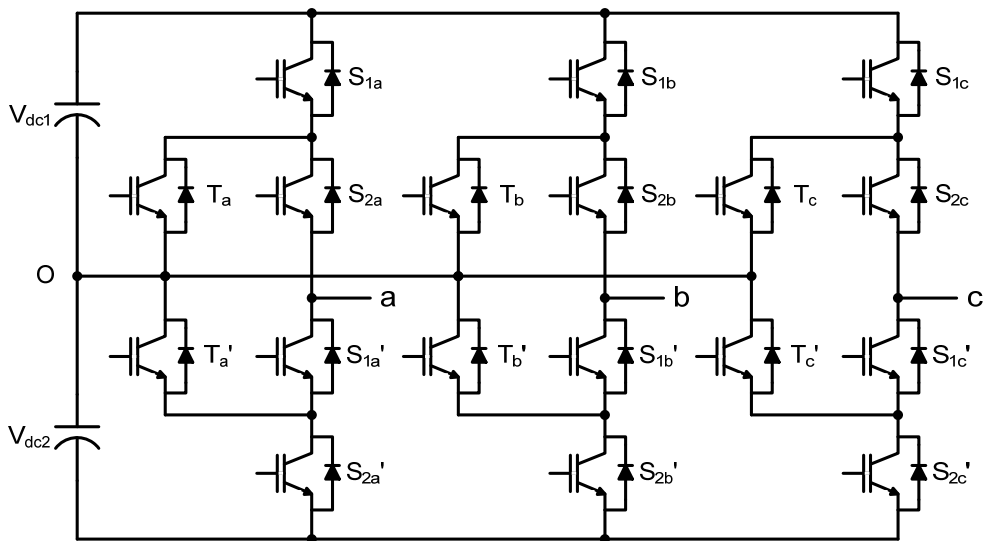 S1a S1b S1c
Vdc1
Ta S2a Tb S2b Tc S2c
O
a b c
Ta' S1a' Tb' S1b' Tc' S1c'
Vdc2
S2a' S2b' S2c'